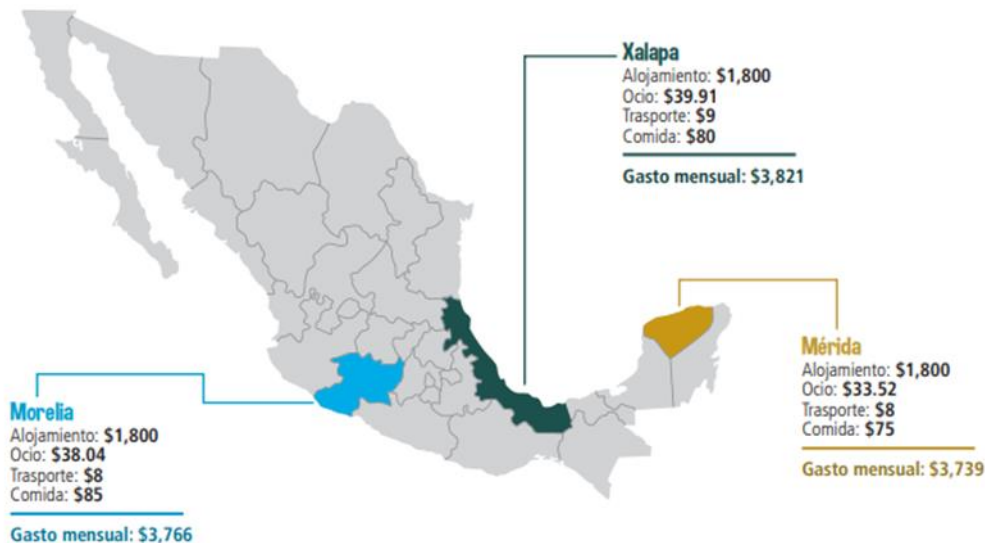 Xalapa
Alojamiento: $1,800
Ocio: $39.91
Trasporte: $9
Comida: $80
Gasto mensual: $3,821
Mérida
Alojamiento: $1,800
Ocio: $33.52
Trasporte: $8
Comida: $75
Gasto mensual: $3,739
Morelia
Alojamiento: $1,800
Ocio: $38.04
Trasporte: $8
Comida: $85
Gasto mensual: $3,766